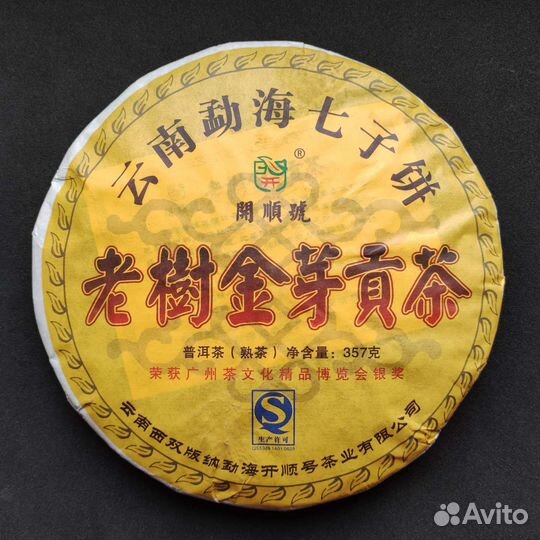 云南勐海七子饼
®
開順號
老樹金芽貢茶
普洱茶（熟茶）净含量：357克
荣获广州茶文化精品博览会银奖
QS
生产许可
云南西双版纳勐海开顺号茶业有限公司
Avito